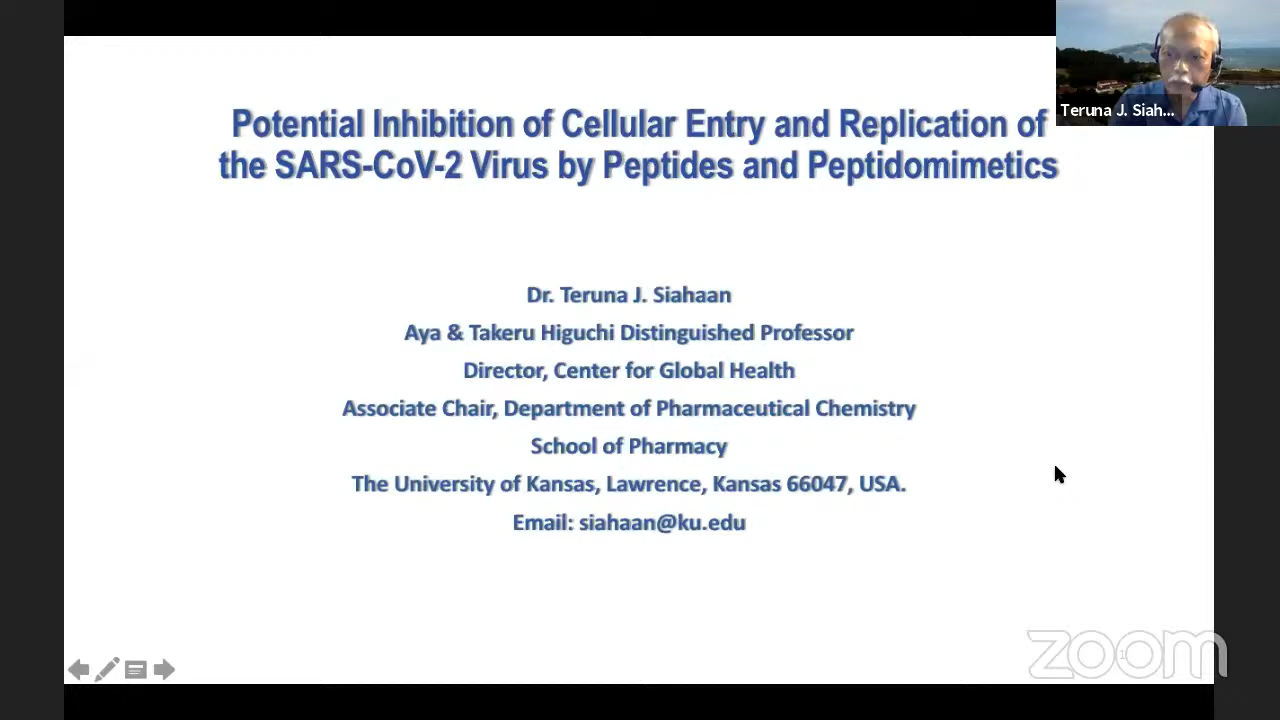 Potential Inhibition of Cellular Entry and Replication of
the SARS-CoV-2 Virus by Peptides and Peptidomimetics
Teruna J. Siah...
Dr. Teruna J. Siahaan
Aya & Takeru Higuchi Distinguished Professor
Director, Center for Global Health
Associate Chair, Department of Pharmaceutical Chemistry
School of Pharmacy
The University of Kansas, Lawrence, Kansas 66047, USA.
Email: siahaan@ku.edu
zoom
1